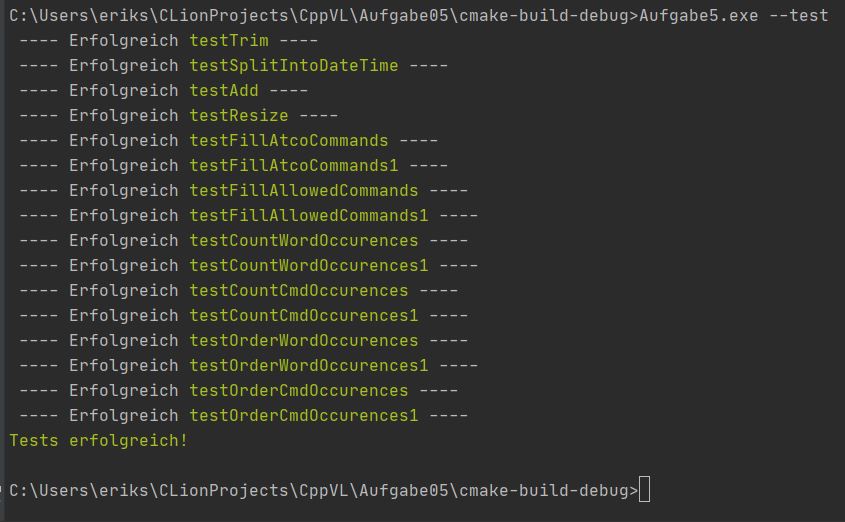 C:\Users\eriks\CLionProjects\CppVL\Aufgabe05\cmake-build-debug>Aufgabe5.exe --test
---- Erfolgreich testTrim ----
---- Erfolgreich testSplitIntoDateTime ----
---- Erfolgreich testAdd ----
---- Erfolgreich testResize ----
---- Erfolgreich testFillAtcoCommands ----
---- Erfolgreich testFillAtcoCommands1 ----
---- Erfolgreich testFillAllowedCommands ----
---- Erfolgreich testFillAllowedCommands1 ----
---- Erfolgreich testCountWordOccurences ----
---- Erfolgreich testCountWordOccurences1 ----
---- Erfolgreich testCountCmdOccurences ----
---- Erfolgreich testCountCmdOccurences1 ----
---- Erfolgreich testOrderWordOccurences ----
---- Erfolgreich testOrderWordOccurences1 ----
---- Erfolgreich testOrderCmdOccurences ----
---- Erfolgreich testOrderCmdOccurences1 ----
Tests erfolgreich!
C:\Users\eriks\CLionProjects\CppVL\Aufgabe05\cmake-build-debug>